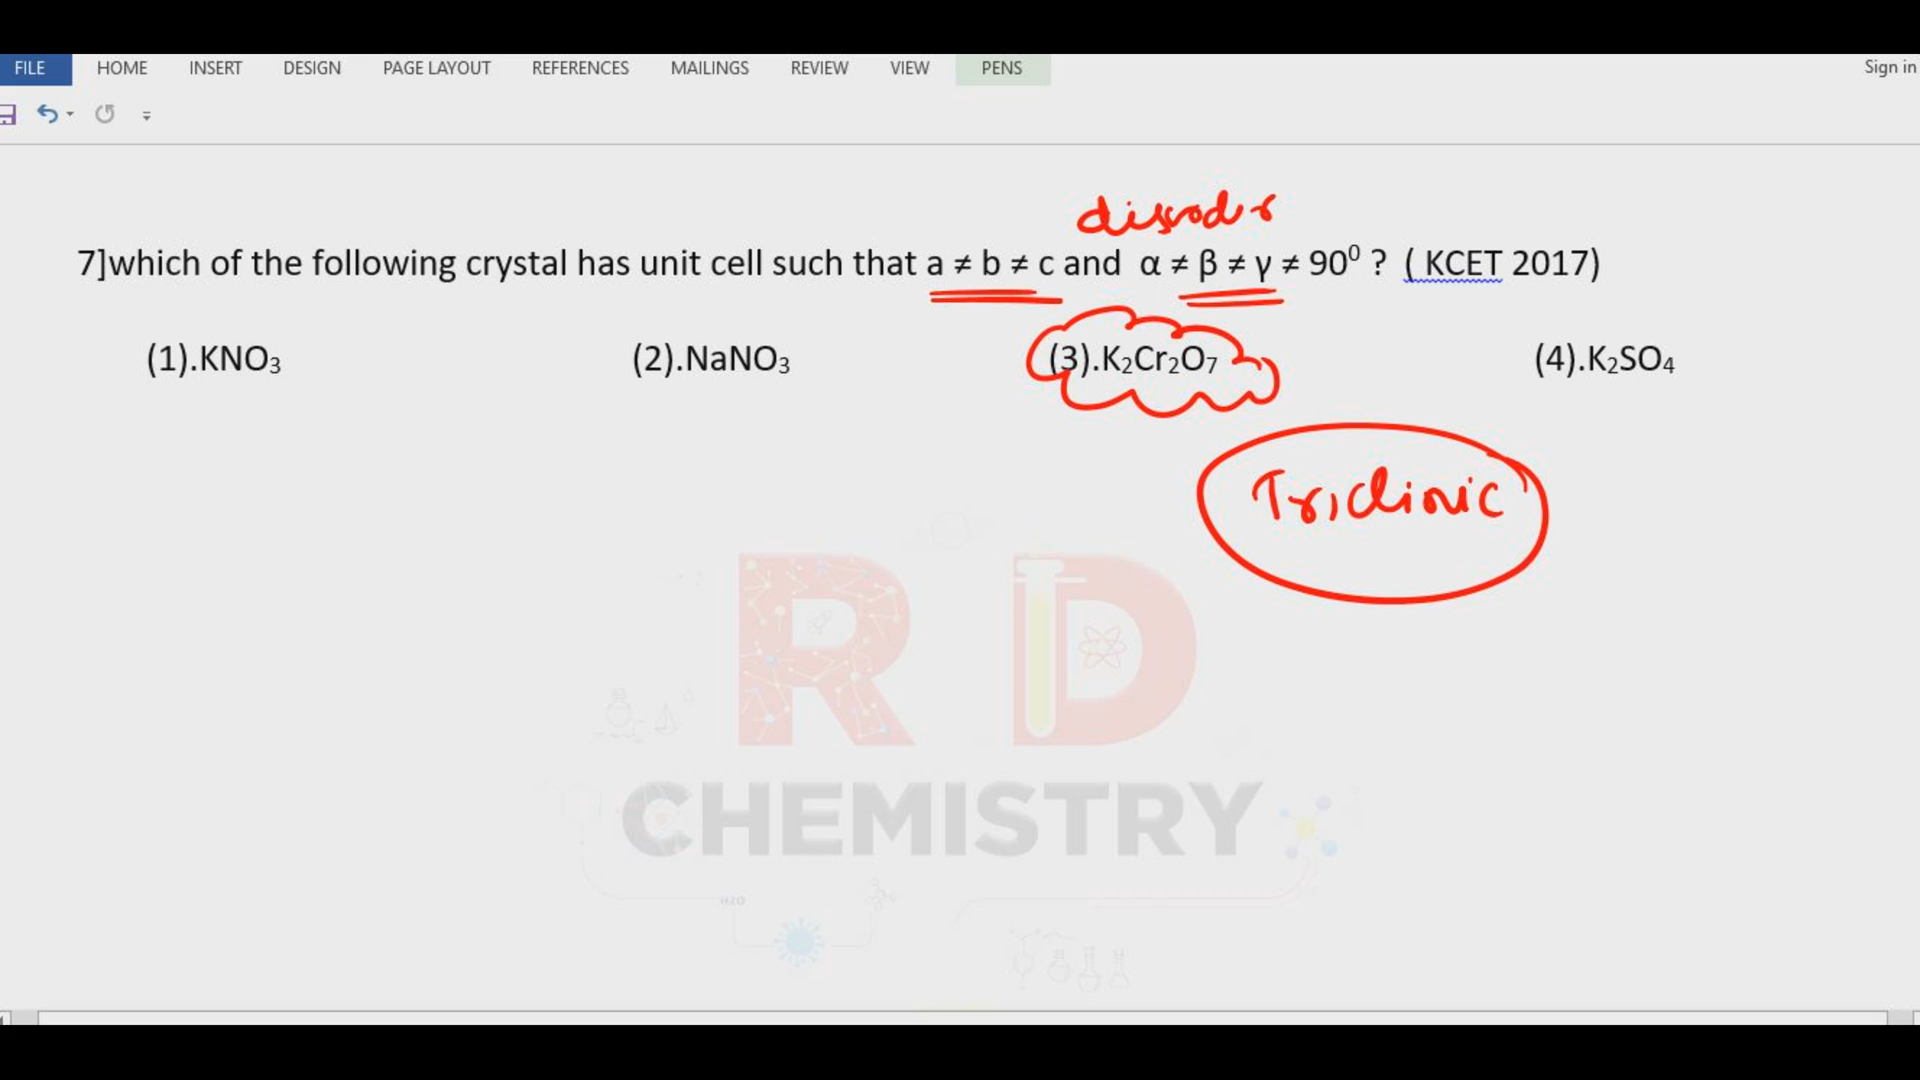 FILE HOME INSERT DESIGN PAGE LAYOUT REFERENCES MAILINGS REVIEW VIEW PENS Sign in
7]which of the following crystal has unit cell such that a ≠ b ≠ c and α ≠ β ≠ γ ≠ 90⁰ ? ( KCET 2017)
(1).KNO₃ (2).NaNO₃ (3).K₂Cr₂O₇ (4).K₂SO₄
Triclinic
R D
CHEMISTRY
H2O